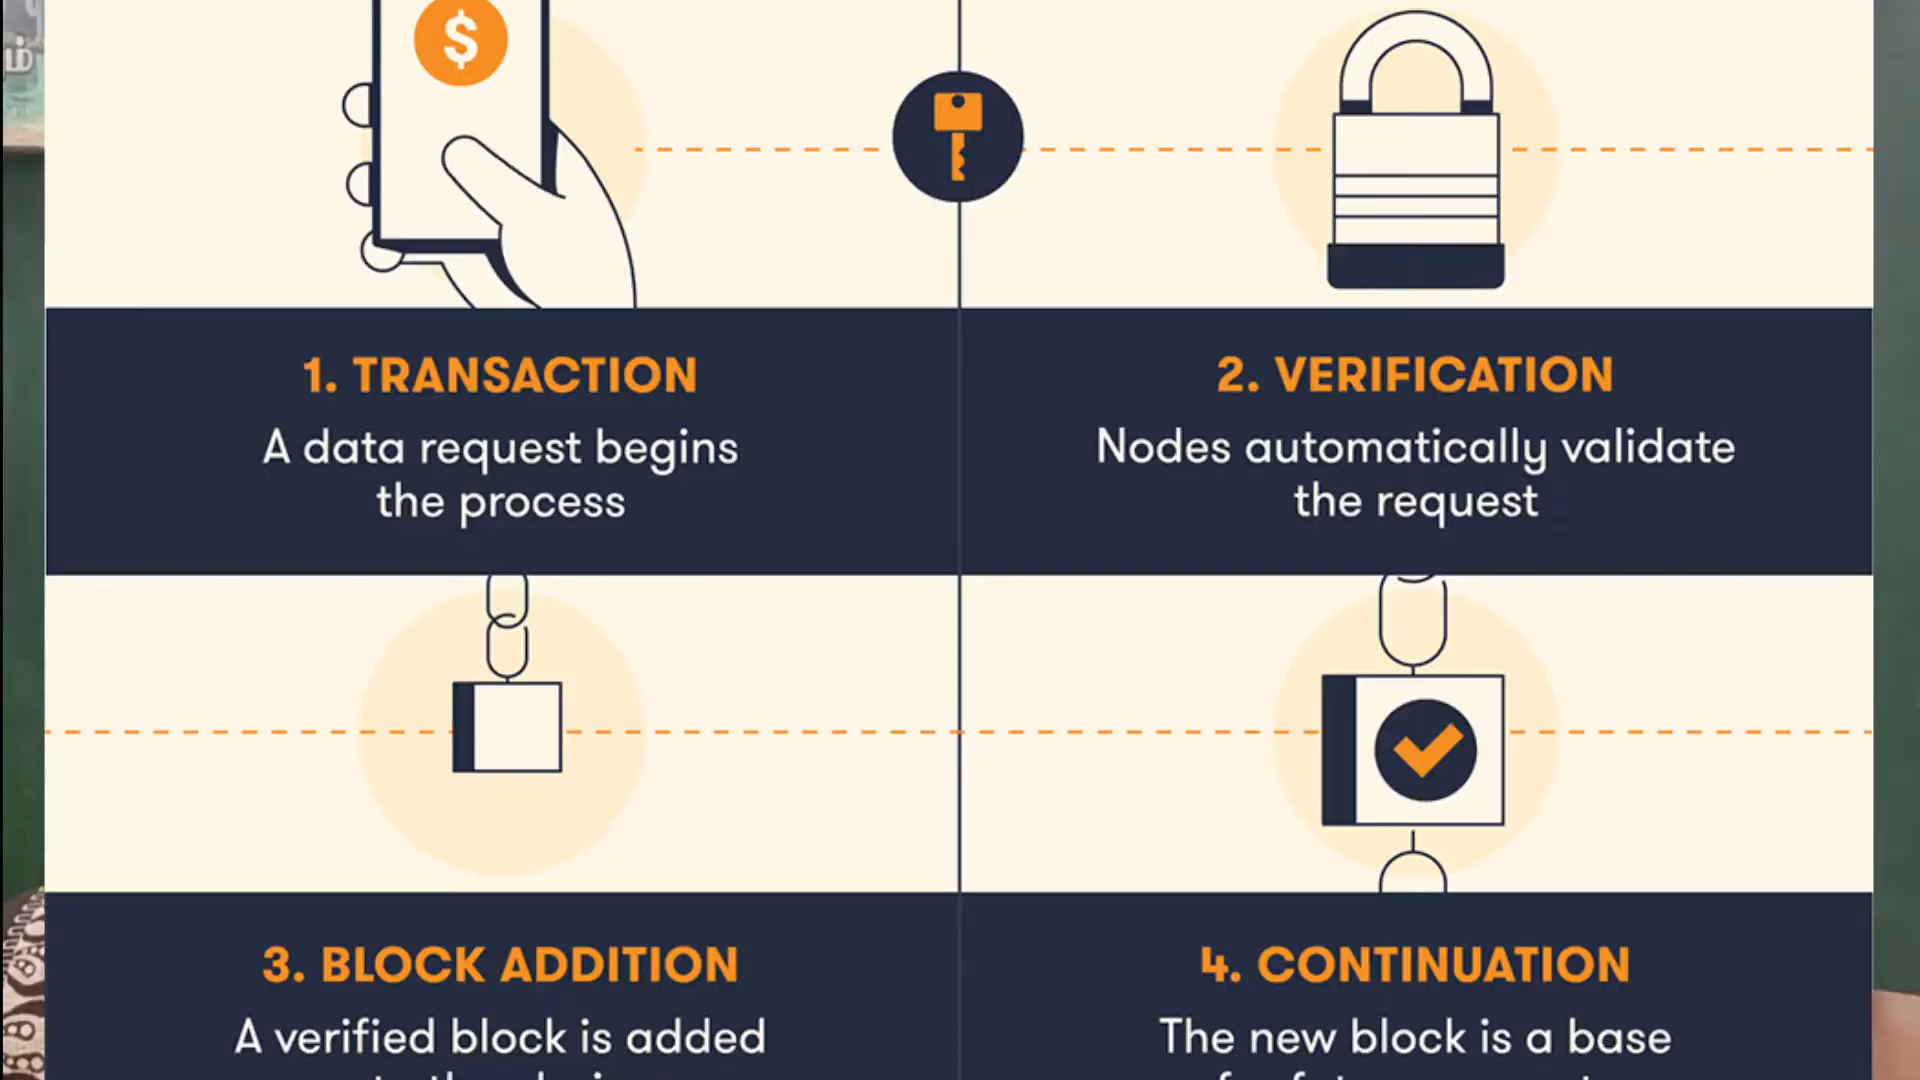 $
1. TRANSACTION
A data request begins
the process
2. VERIFICATION
Nodes automatically validate
the request
3. BLOCK ADDITION
A verified block is added
4. CONTINUATION
The new block is a base